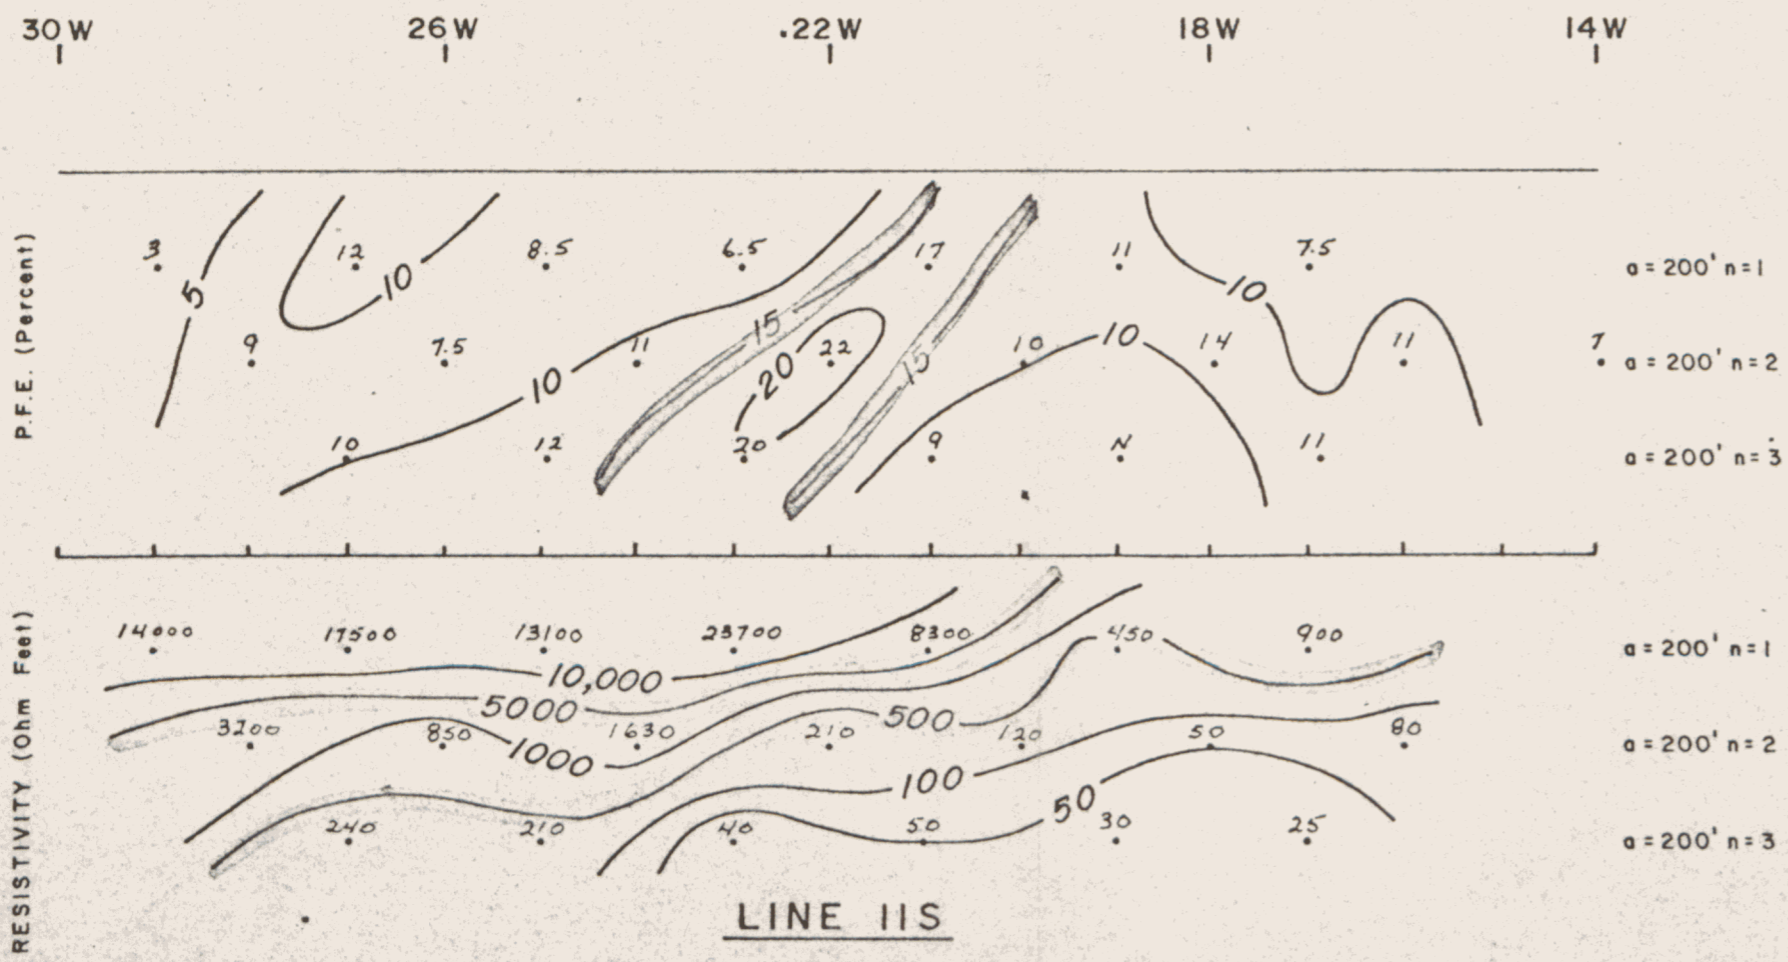 30W 26W .22W 18W 14W
P.F.E. (Percent)
3 12 8.5 6.5 17 11 7.5 a = 200' n = 1
5 10 10
15
9 7.5 11 22 10 10 14 11 7 a = 200' n = 2
10 20 15
10 12 20 9 11 a = 200' n = 3
RESISTIVITY (Ohm Feet)
14000 17500 13100 23700 8300 450 900 a = 200' n = 1
10,000
5000 500
3200 850 1630 210 120 50 80 a = 200' n = 2
1000
100
50
240 210 40 50 30 25 a = 200' n = 3
LINE 11S